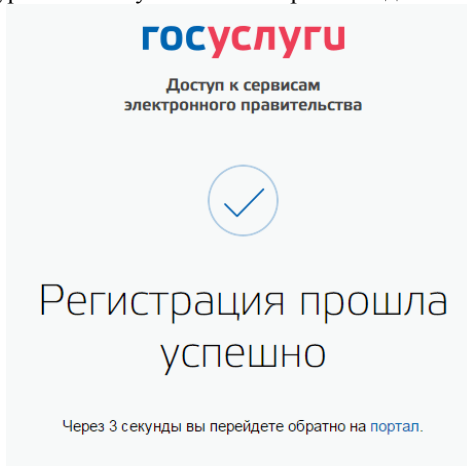 госуслуги
Доступ к сервисам
электронного правительства
Регистрация прошла
успешно
Через 3 секунды вы перейдете обратно на портал.